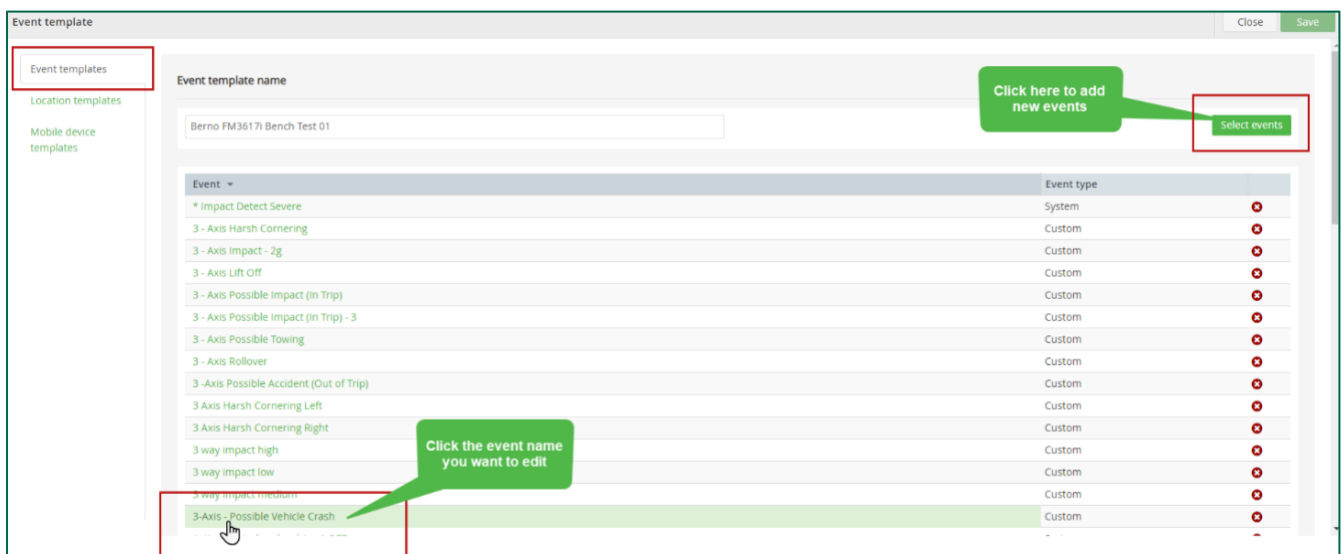 Event template
Close
Save
Event templates
Location templates
Mobile device
templates
Event template name
Click here to add
new events
Berno FM3617i Bench Test 01
Select events
Event
Event type
* Impact Detect Severe
System
3 - Axis Harsh Cornering
Custom
3 - Axis Impact - 2g
Custom
3 - Axis Lift Off
Custom
3 - Axis Possible Impact (In Trip)
Custom
3 - Axis Possible Impact (In Trip) - 3
Custom
3 - Axis Possible Towing
Custom
3 - Axis Rollover
Custom
3 -Axis Possible Accident (Out of Trip)
Custom
3 Axis Harsh Cornering Left
Custom
3 Axis Harsh Cornering Right
Custom
3 way impact high
Custom
Click the event name
you want to edit
3 way impact low
Custom
3 way impact medium
Custom
3-Axis - Possible Vehicle Crash
Custom